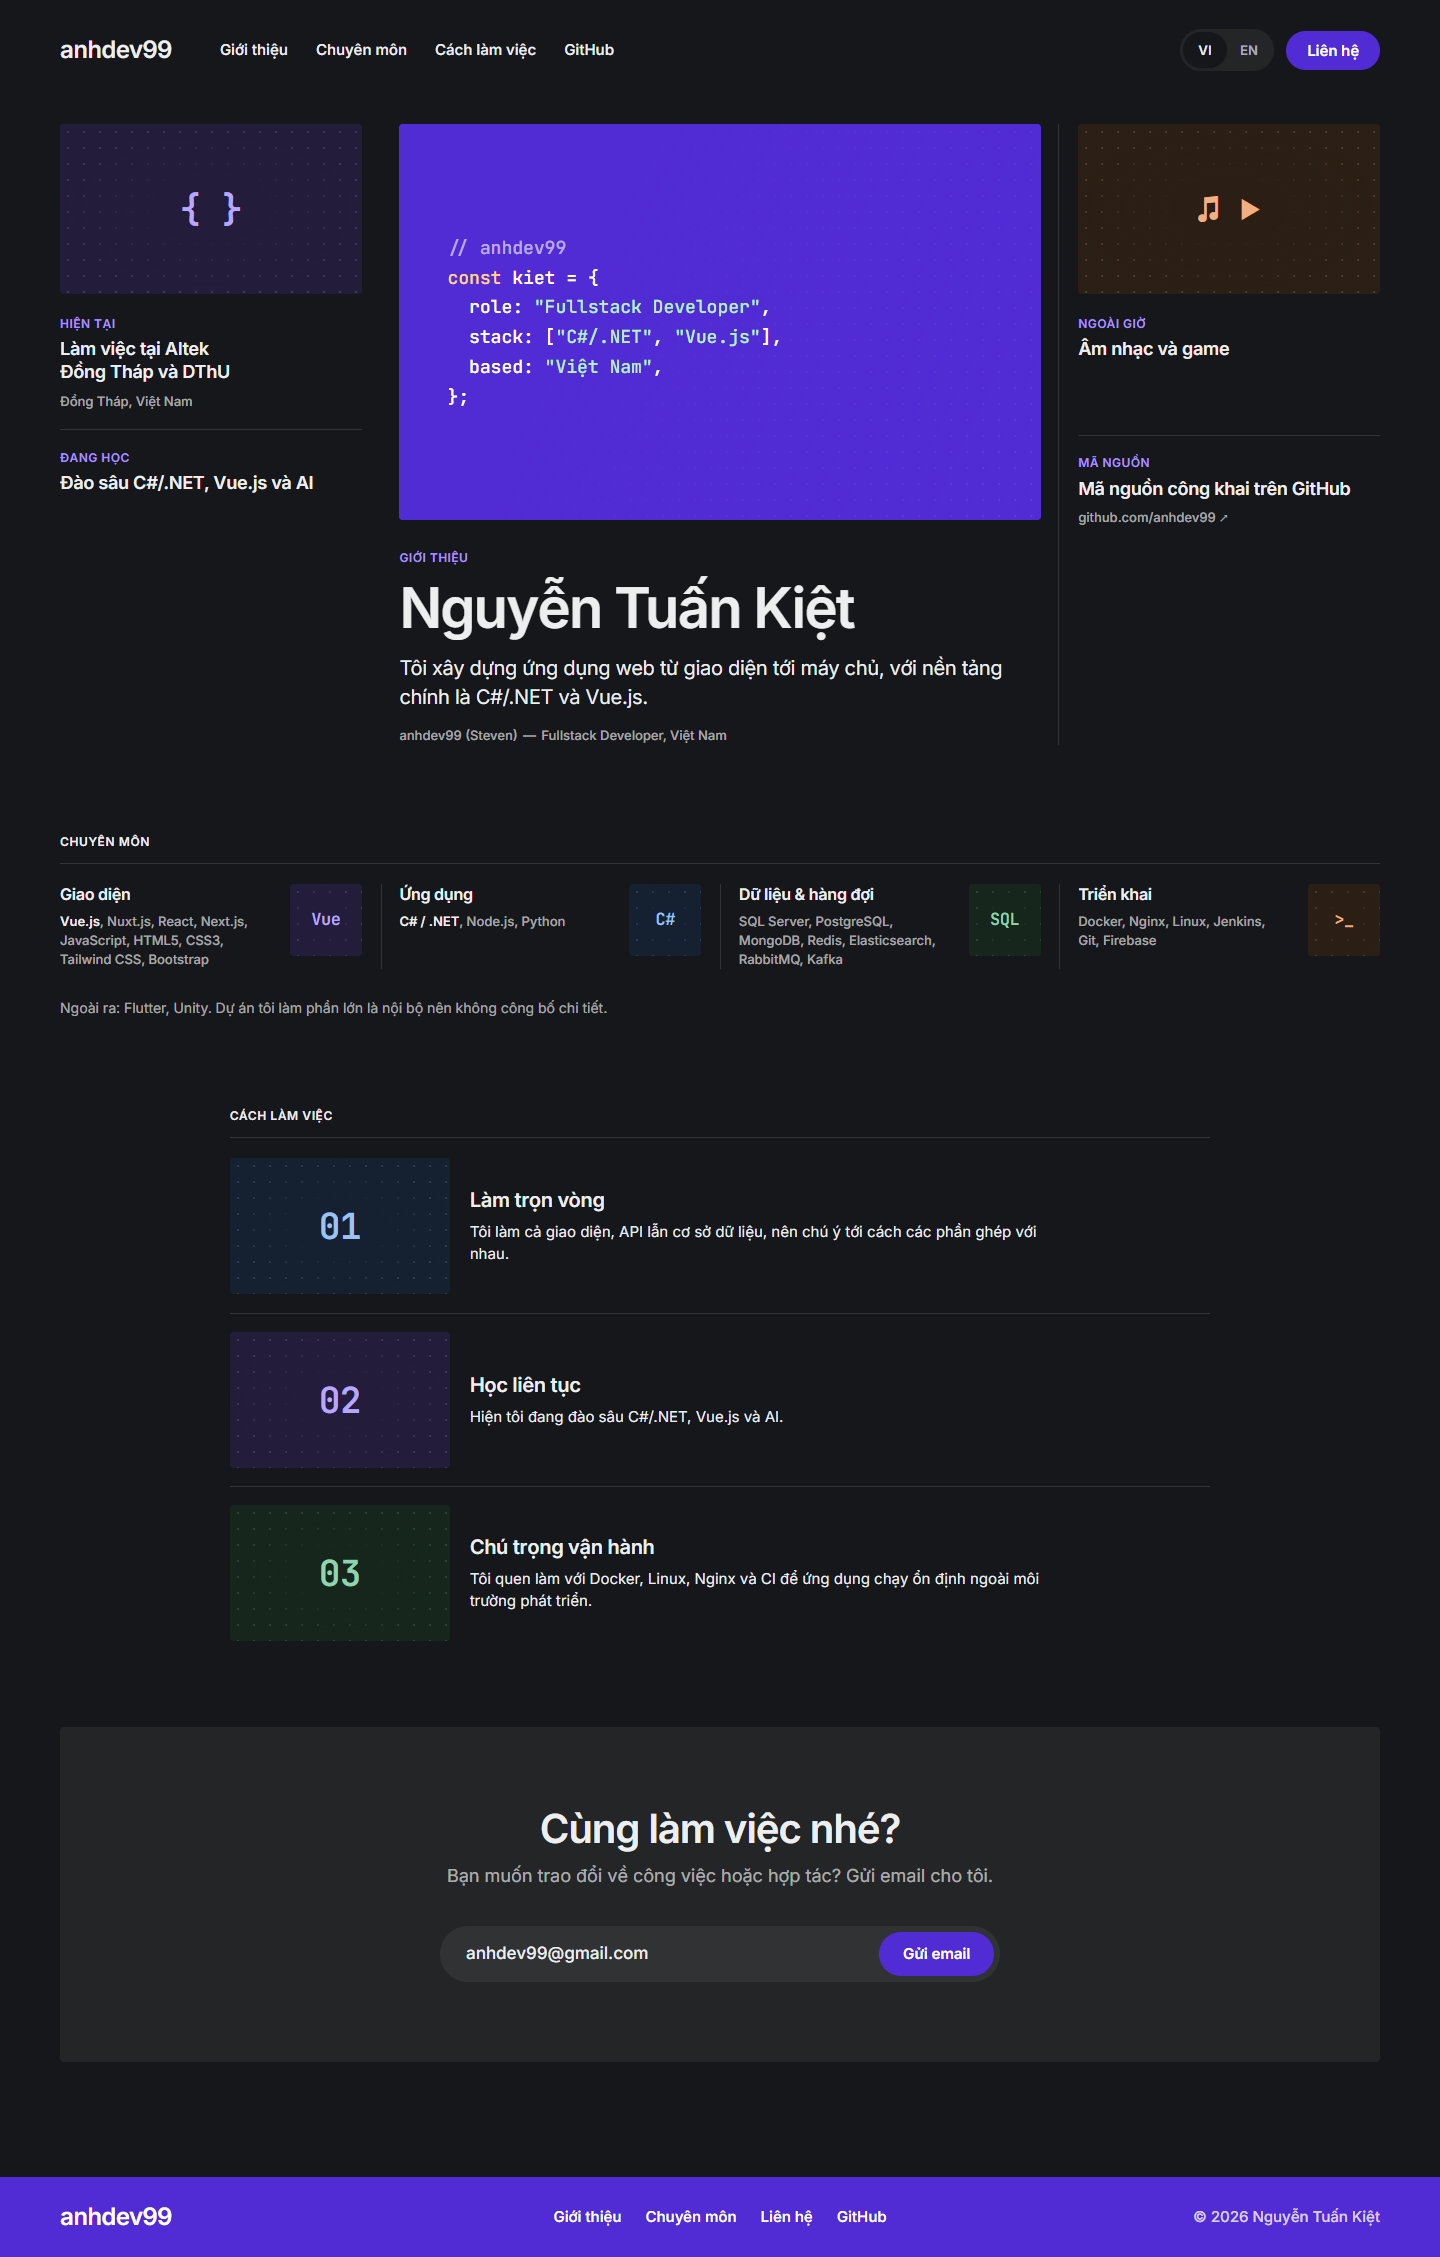 anhdev99
Giới thiệu
Chuyên môn
Cách làm việc
GitHub
VI
EN
Liên hệ
{ }
HIỆN TẠI
Làm việc tại Altek
Đồng Tháp và DThU
Đồng Tháp, Việt Nam
ĐANG HỌC
Đào sâu C#/.NET, Vue.js và AI
// anhdev99
const kiet = {
role: "Fullstack Developer",
stack: ["C#/.NET", "Vue.js"],
based: "Việt Nam",
};
GIỚI THIỆU
Nguyễn Tuấn Kiệt
Tôi xây dựng ứng dụng web từ giao diện tới máy chủ, với nền tảng
chính là C#/.NET và Vue.js.
anhdev99 (Steven) — Fullstack Developer, Việt Nam
NGOÀI GIỜ
Âm nhạc và game
MÃ NGUỒN
Mã nguồn công khai trên GitHub
github.com/anhdev99 ↗
CHUYÊN MÔN
Giao diện
Vue.js, Nuxt.js, React, Next.js,
JavaScript, HTML5, CSS3,
Tailwind CSS, Bootstrap
Vue
Ứng dụng
C# / .NET, Node.js, Python
C#
Dữ liệu & hàng đợi
SQL Server, PostgreSQL,
MongoDB, Redis, Elasticsearch,
RabbitMQ, Kafka
SQL
Triển khai
Docker, Nginx, Linux, Jenkins,
Git, Firebase
>_
Ngoài ra: Flutter, Unity. Dự án tôi làm phần lớn là nội bộ nên không công bố chi tiết.
CÁCH LÀM VIỆC
01
Làm trọn vòng
Tôi làm cả giao diện, API lẫn cơ sở dữ liệu, nên chú ý tới cách các phần ghép với
nhau.
02
Học liên tục
Hiện tôi đang đào sâu C#/.NET, Vue.js và AI.
03
Chú trọng vận hành
Tôi quen làm với Docker, Linux, Nginx và CI để ứng dụng chạy ổn định ngoài môi
trường phát triển.
Cùng làm việc nhé?
Bạn muốn trao đổi về công việc hoặc hợp tác? Gửi email cho tôi.
anhdev99@gmail.com
Gửi email
anhdev99
Giới thiệu
Chuyên môn
Liên hệ
GitHub
© 2026 Nguyễn Tuấn Kiệt